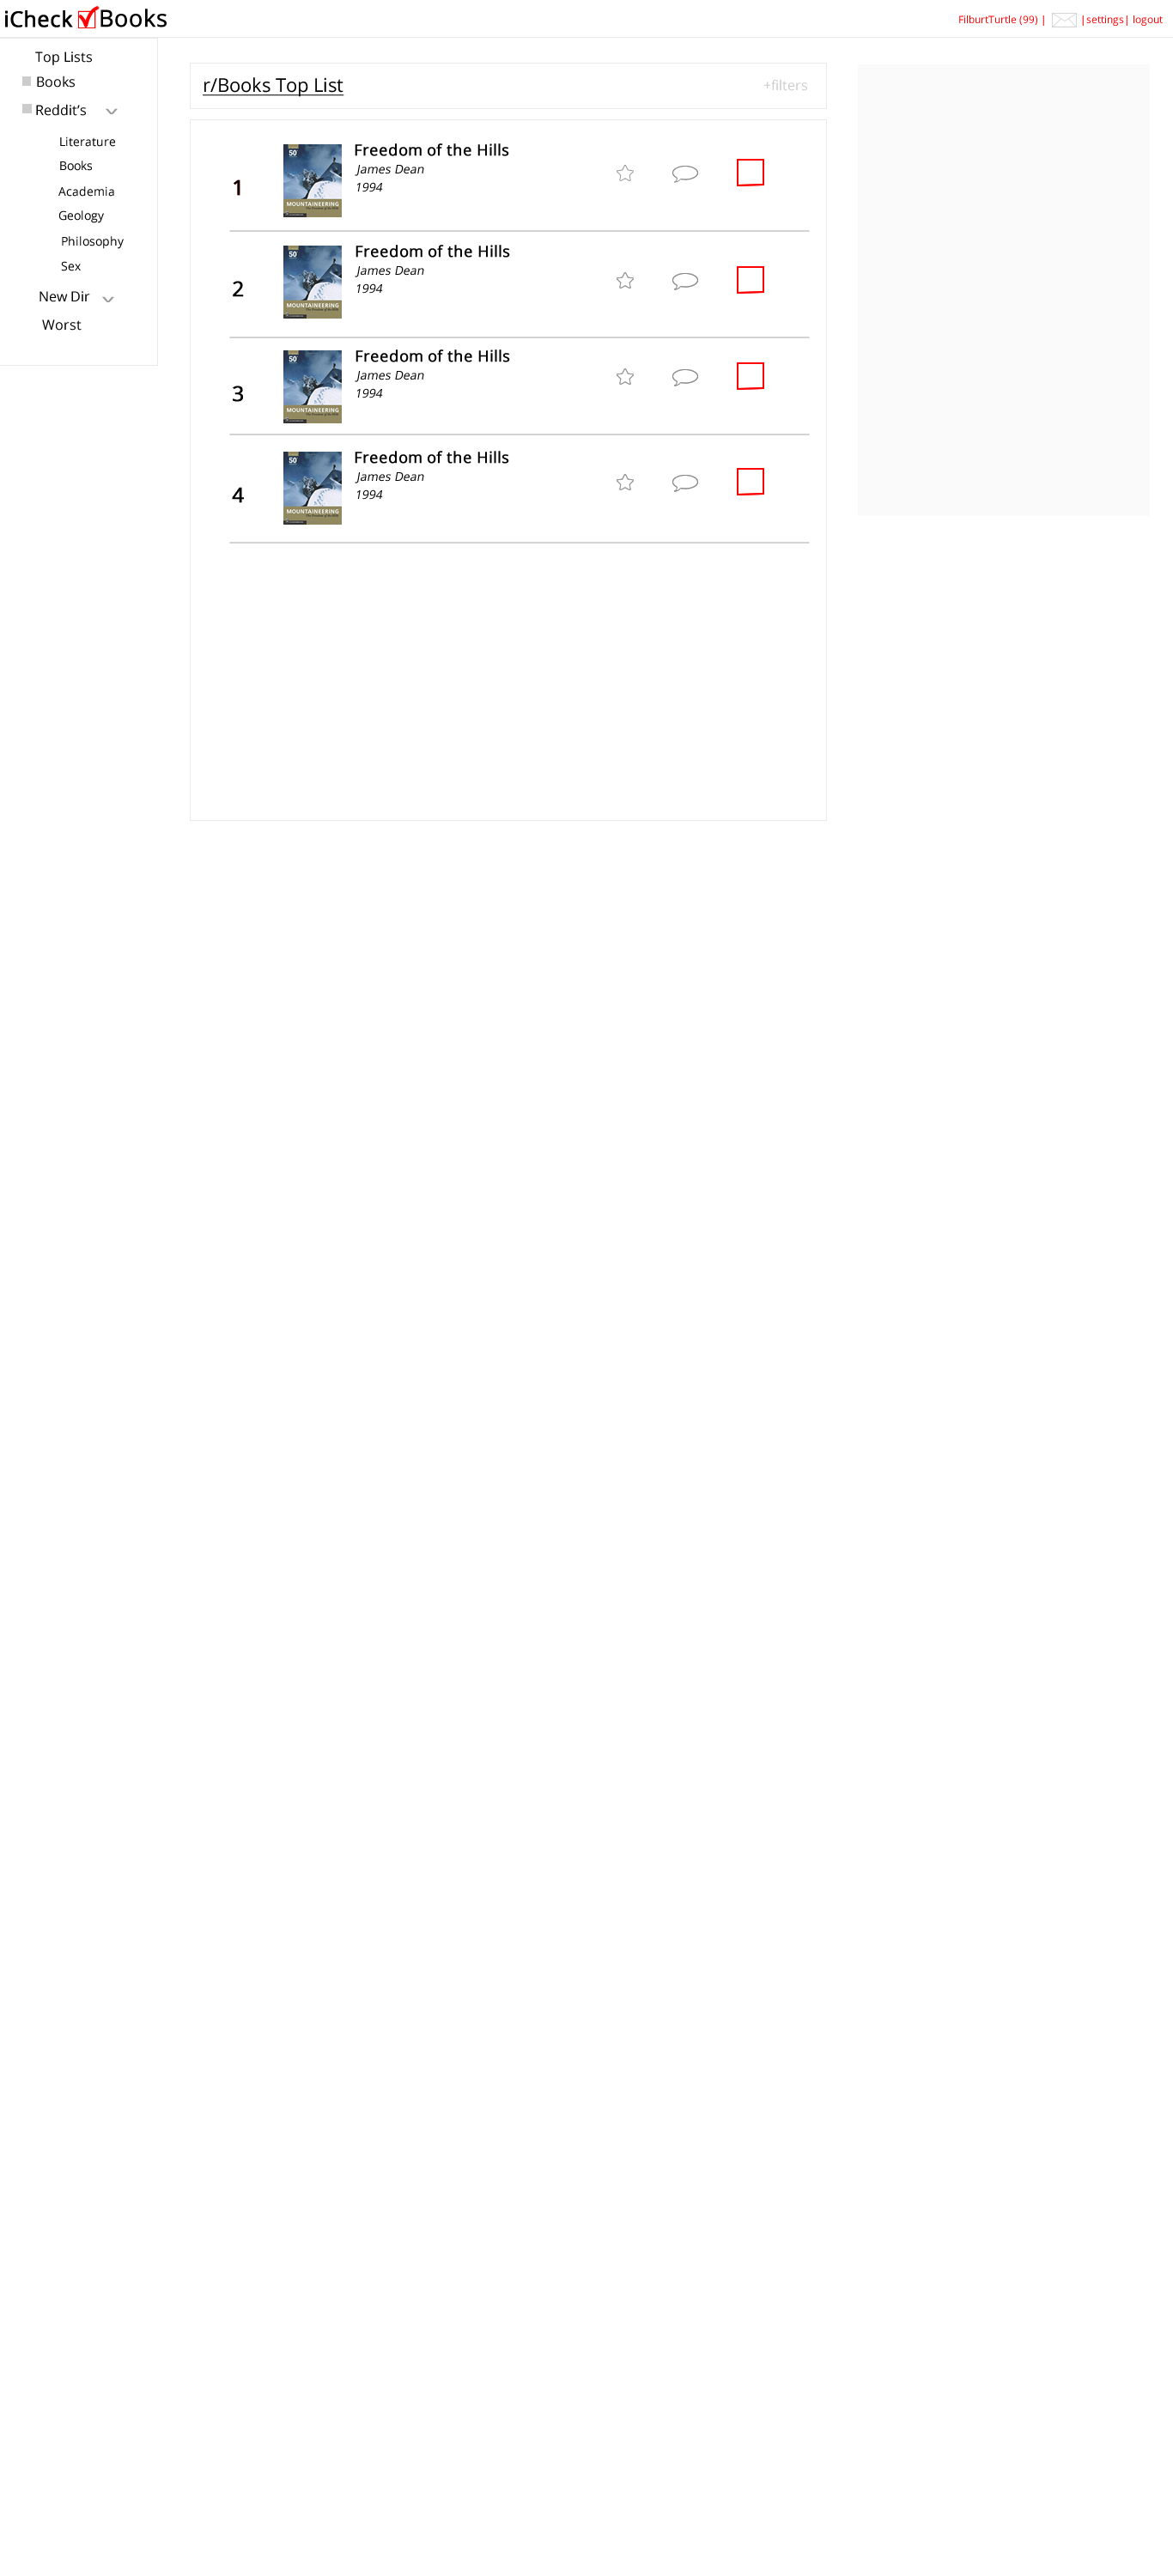 iCheck Books
FilburtTurtle (99) | |settings| logout
Top Lists
Books
Reddit’s
Literature
Books
Academia
Geology
Philosophy
Sex
New Dir
Worst
r/Books Top List
+filters
1
50
MOUNTAINEERING
Freedom of the Hills
James Dean
1994
2
50
MOUNTAINEERING
Freedom of the Hills
James Dean
1994
3
50
MOUNTAINEERING
Freedom of the Hills
James Dean
1994
4
50
MOUNTAINEERING
Freedom of the Hills
James Dean
1994